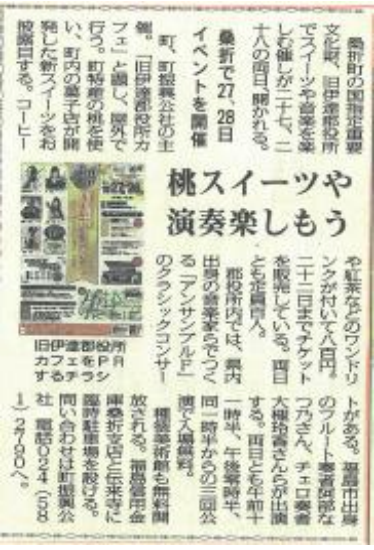 桃スイーツや
演奏楽しもう
桑折で27、28日
イベントを開催
桑折町の国指定重要
文化財、旧伊達郡役所
でスイーツや音楽を楽
しむ催しが二十七、二
十八の両日、開かれる。
町、町振興公社の主
催。「旧伊達郡役所カ
フェ」と題し、屋外で
行う。町特産の桃を使
い、町内の菓子店が開
発した新スイーツをお
披露目する。コーヒー
や紅茶などのワンドリ
ンクが付いて八百円。
二十二日までチケット
を販売している。両日
とも定員百人。
郡役所内では、県内
出身の音楽家らでつく
る「アンサンブルF」
のクラシックコンサー
トがある。福島市出身
のフルート奏者阿部な
つ乃さん、チェロ奏者
大槻玲香さんらが出演
する。両日とも午前十
一時半、午後零時半、
同一時半からの三回公
演で入場無料。
種徳美術館も無料開
放される。福島信用金
庫桑折支店と伝来寺に
臨時駐車場を設ける。
問い合わせは町振興公
社 電話024(58
1)2790へ。
旧伊達郡役所
カフェをPR
するチラシ